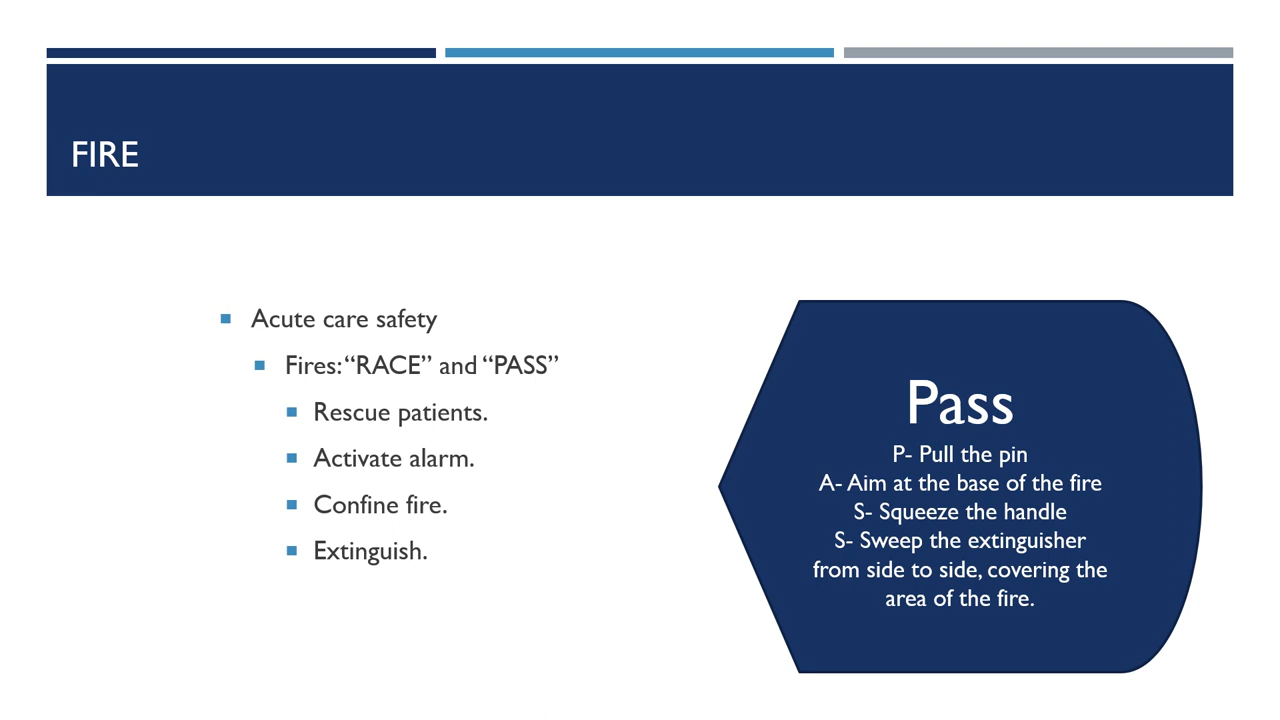 FIRE
Acute care safety
Fires: “RACE” and “PASS”
Rescue patients.
Activate alarm.
Confine fire.
Extinguish.
Pass
P- Pull the pin
A- Aim at the base of the fire
S- Squeeze the handle
S- Sweep the extinguisher
from side to side, covering the
area of the fire.